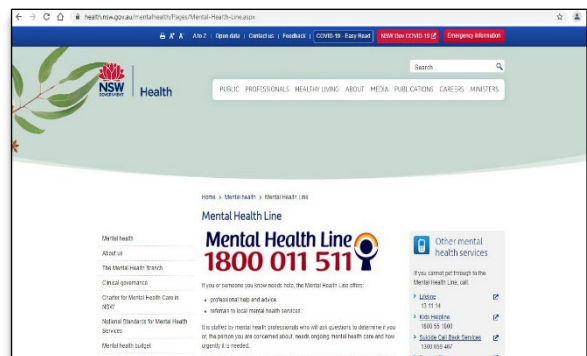 health.nsw.gov.au/mentalhealth/Pages/Mental-Health-Line.aspx
A to Z | Open data | Contact us | Feedback | COVID-19 - Easy Read NSW Gov COVID-19 Emergency information
Search...
NSW
GOVERNMENT
Health
PUBLIC PROFESSIONALS HEALTHY LIVING ABOUT MEDIA PUBLICATIONS CAREERS MINISTERS
Home > Mental health > Mental Health Line
Mental Health Line
Mental health
About us
The Mental Health Branch
Clinical governance
Charter for Mental Health Care in
NSW
National Standards for Mental Health
Services
Mental health budget
Mental Health Line
1800 011 511
If you or someone you know needs help, the Mental Health Line offers:
• professional help and advice
• referrals to local mental health services.
It is staffed by mental health professionals who will ask questions to determine if you
or, the person you are concerned about, needs ongoing mental health care and how
urgently it is needed.
Other mental
health services
If you cannot get through to the
Mental Health Line, call:
Lifeline
13 11 14
Kids Helpline
1800 55 1800
Suicide Call Back Services
1300 659 467